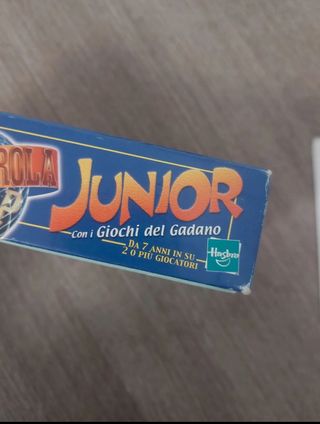 JUNIOR
Con i Giochi del Gadano
DA 7 ANNI IN SU
2 O PIÙ GIOCATORI
Hasbro